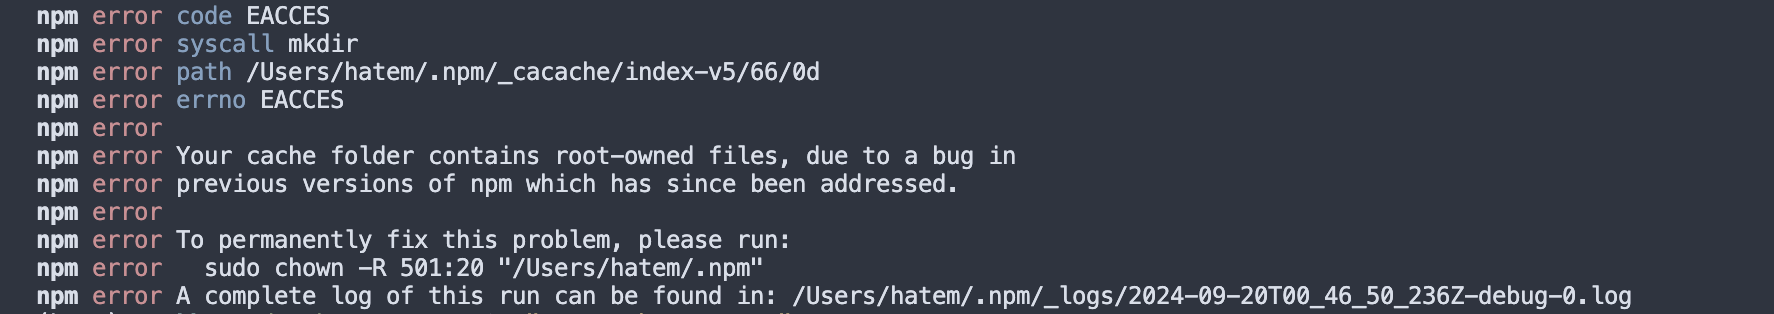 npm error code EACCES
npm error syscall mkdir
npm error path /Users/hatem/.npm/_cacache/index-v5/66/0d
npm error errno EACCES
npm error
npm error Your cache folder contains root-owned files, due to a bug in
npm error previous versions of npm which has since been addressed.
npm error
npm error To permanently fix this problem, please run:
npm error   sudo chown -R 501:20 "/Users/hatem/.npm"
npm error A complete log of this run can be found in: /Users/hatem/.npm/_logs/2024-09-20T00_46_50_236Z-debug-0.log